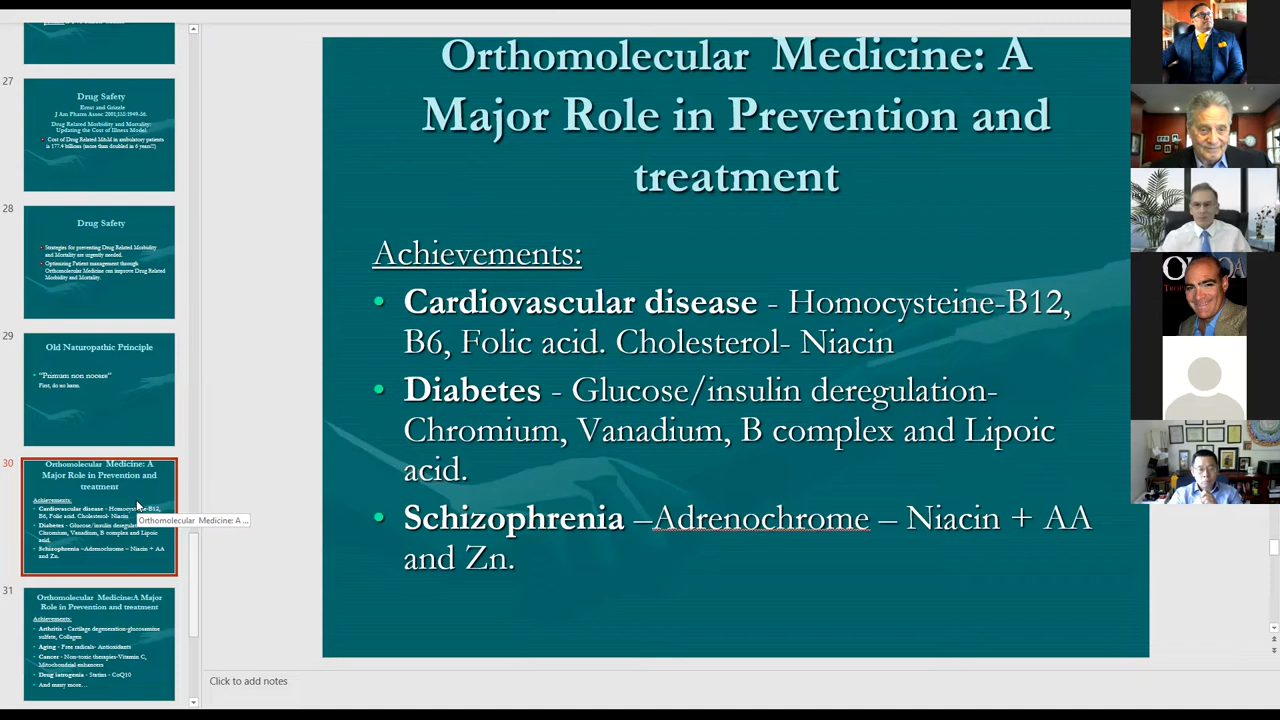 27
Drug Safety
Ernst and Grizzle
J Am Pharm Assoc 2001;155:1949-56.
Drug Related Morbidity and Mortality:
Updating the Cost of Illness Model
Cost of Drug Related M&M in ambulatory patients
is 177.4 billions (more than doubled in 6 years!!)
28
Drug Safety
Strategies for preventing Drug Related Morbidity
and Mortality are urgently needed.
Optimizing Patient management through
Orthomolecular Medicine can improve Drug Related
Morbidity and Mortality.
29
Old Naturopathic Principle
"Primum non nocere"
First, do no harm.
30
Orthomolecular Medicine: A
Major Role in Prevention and
treatment
Achievements:
Cardiovascular disease - Homocysteine-B12,
B6, Folic acid. Cholesterol- Niacin
Diabetes - Glucose/insulin deregulation-
Chromium, Vanadium, B complex and Lipoic
acid.
Schizophrenia –Adrenochrome – Niacin + AA
and Zn.
Orthomolecular Medicine: A ...
31
Orthomolecular Medicine:A Major
Role in Prevention and treatment
Achievements:
Arthritis - Cartilage degeneration-glucosamine
sulfate, Collagen
Aging - Free radicals- Antioxidants
Cancer - Non-toxic therapies-Vitamin C,
Mitochondrial enhancers
Drug iatrogenia - Statins - CoQ10
And many more...
Orthomolecular Medicine: A
Major Role in Prevention and
treatment
Achievements:
Cardiovascular disease - Homocysteine-B12,
B6, Folic acid. Cholesterol- Niacin
Diabetes - Glucose/insulin deregulation-
Chromium, Vanadium, B complex and Lipoic
acid.
Schizophrenia –Adrenochrome – Niacin + AA
and Zn.
Click to add notes